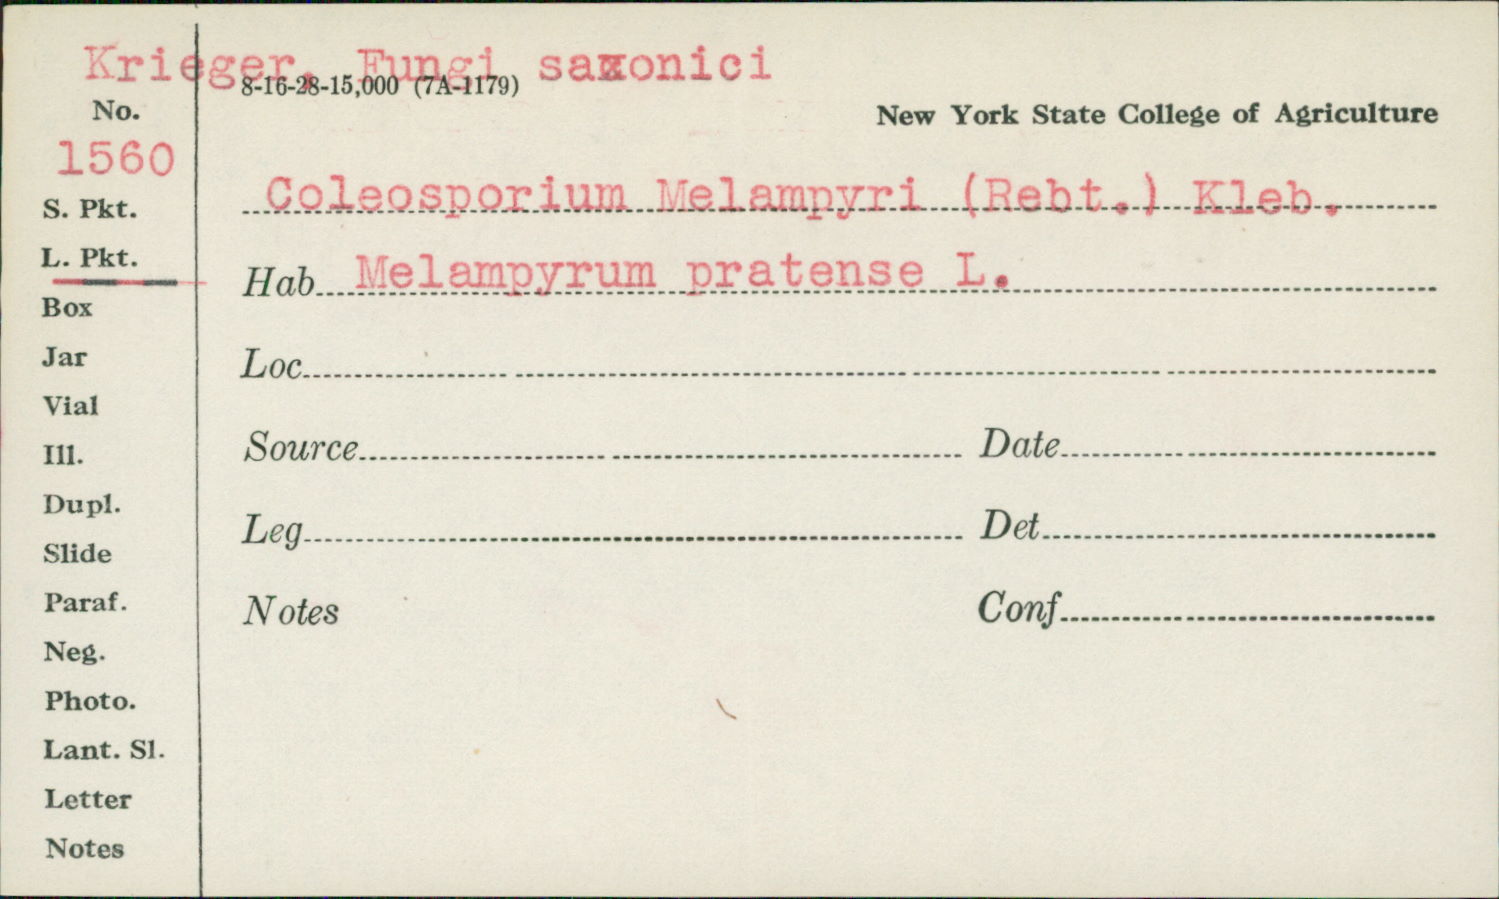 Krieger, Fungi saxonici
8-16-28-15,000 (7A-1179)
No.
New York State College of Agriculture
1560
S. Pkt.
Coleosporium Melampyri (Rebt.) Kleb.
L. Pkt.
Hab Melampyrum pratense L.
Box
Jar
Loc
Vial
Ill.
Source Date
Dupl.
Leg Det
Slide
Paraf.
Notes Conf
Neg.
Photo.
Lant. Sl.
Letter
Notes